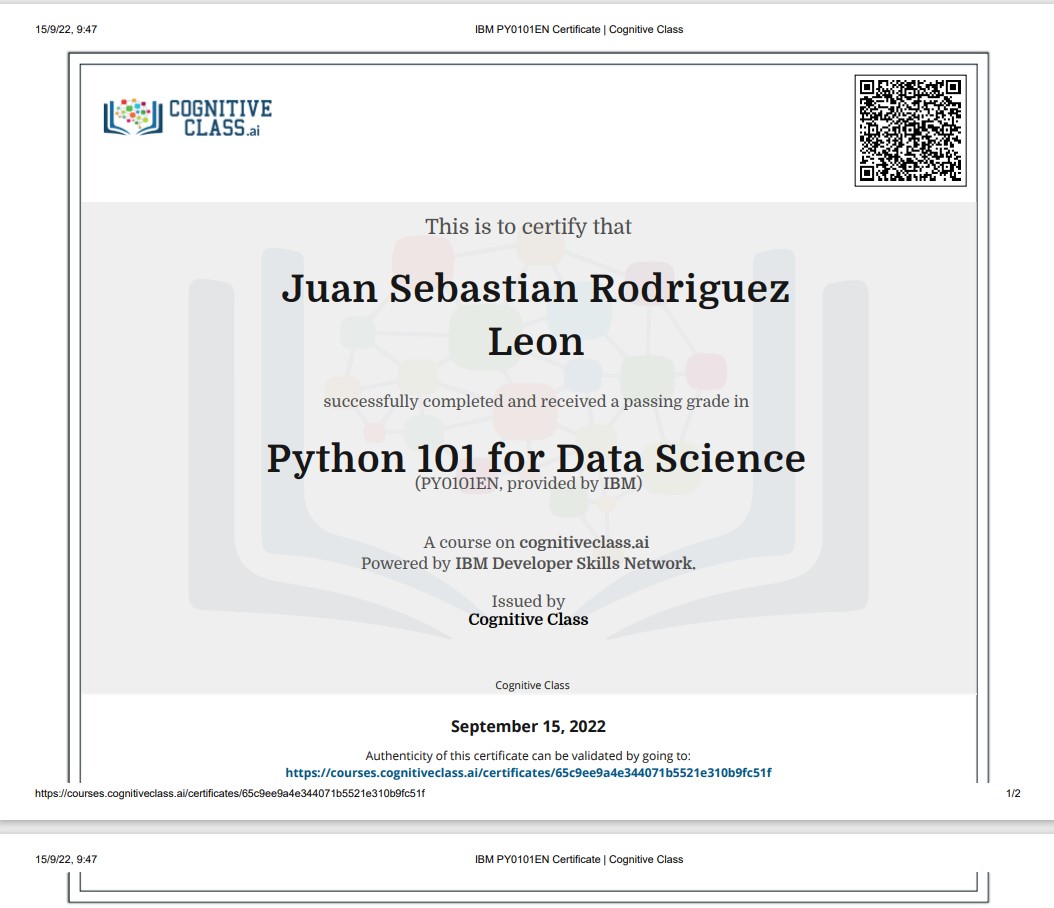 15/9/22, 9:47 IBM PY0101EN Certificate | Cognitive Class
COGNITIVE
CLASS.ai
This is to certify that
Juan Sebastian Rodriguez
Leon
successfully completed and received a passing grade in
Python 101 for Data Science
(PY0101EN, provided by IBM)
A course on cognitiveclass.ai
Powered by IBM Developer Skills Network.
Issued by
Cognitive Class
Cognitive Class
September 15, 2022
Authenticity of this certificate can be validated by going to:
https://courses.cognitiveclass.ai/certificates/65c9ee9a4e344071b5521e310b9fc51f
https://courses.cognitiveclass.ai/certificates/65c9ee9a4e344071b5521e310b9fc51f 1/2
15/9/22, 9:47 IBM PY0101EN Certificate | Cognitive Class